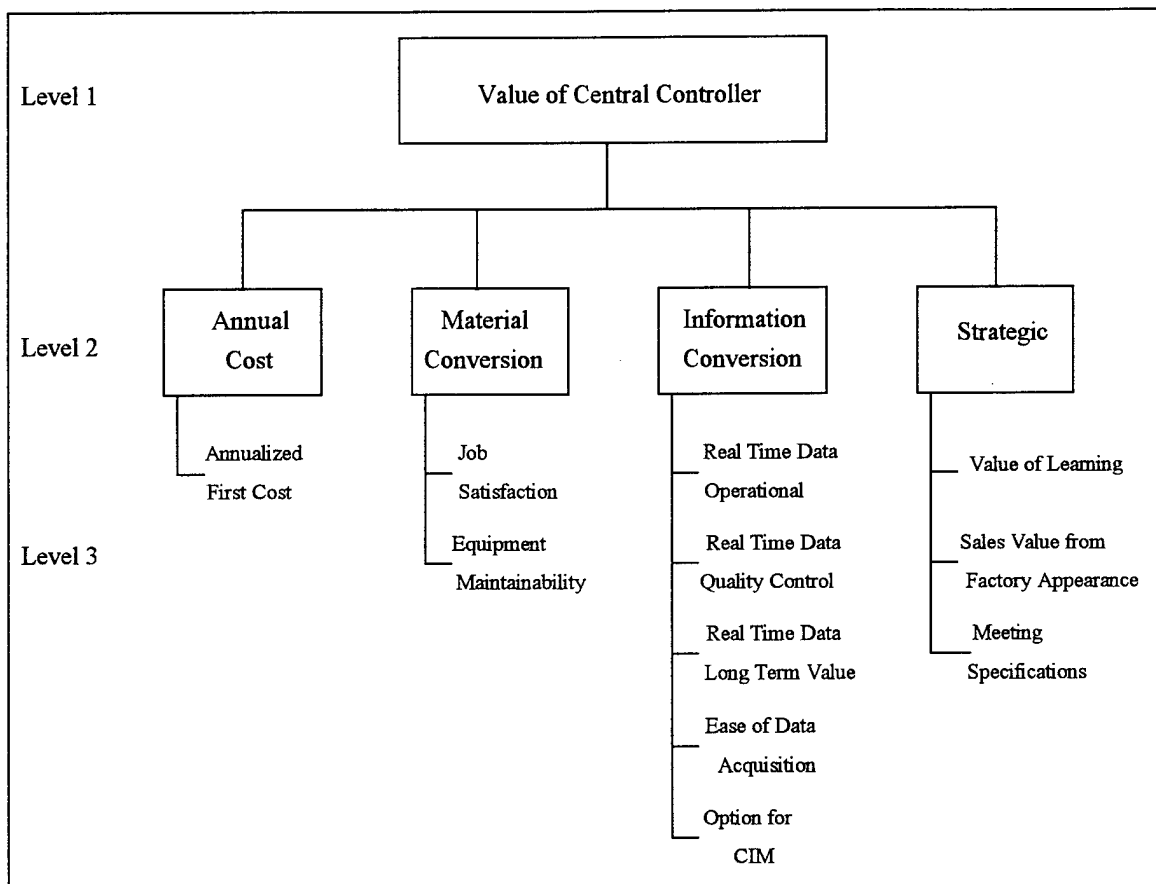 Level 1
Value of Central Controller
Level 2
Annual
Cost
Material
Conversion
Information
Conversion
Strategic
Level 3
Annualized
First Cost
Job
Satisfaction
Equipment
Maintainability
Real Time Data
Operational
Real Time Data
Quality Control
Real Time Data
Long Term Value
Ease of Data
Acquisition
Option for
CIM
Value of Learning
Sales Value from
Factory Appearance
Meeting
Specifications